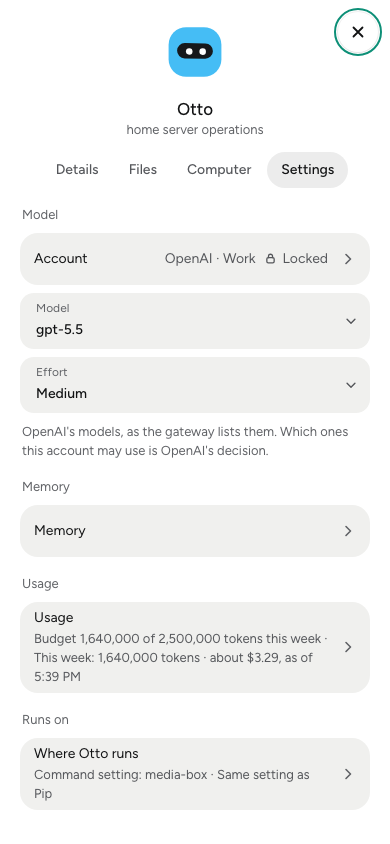 Otto
home server operations
Details Files Computer Settings
Model
Account OpenAI · Work Locked
Model
gpt-5.5
Effort
Medium
OpenAI's models, as the gateway lists them. Which ones
this account may use is OpenAI's decision.
Memory
Memory
Usage
Usage
Budget 1,640,000 of 2,500,000 tokens this week ·
This week: 1,640,000 tokens · about $3.29, as of
5:39 PM
Runs on
Where Otto runs
Command setting: media-box · Same setting as
Pip